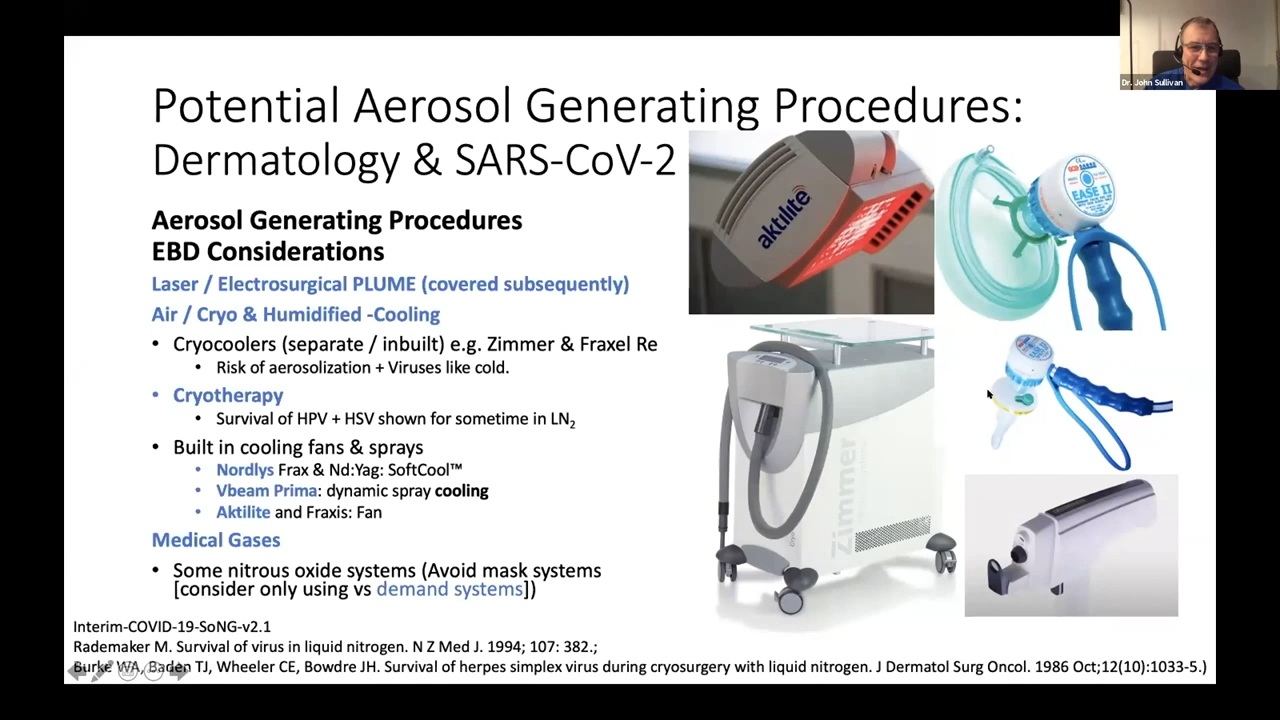 Dr. John Sullivan
Potential Aerosol Generating Procedures:
Dermatology & SARS-CoV-2
Aerosol Generating Procedures
EBD Considerations
Laser / Electrosurgical PLUME (covered subsequently)
Air / Cryo & Humidified -Cooling
• Cryocoolers (separate / inbuilt) e.g. Zimmer & Fraxel Re
• Risk of aerosolization + Viruses like cold.
• Cryotherapy
• Survival of HPV + HSV shown for sometime in LN₂
• Built in cooling fans & sprays
• Nordlys Frax & Nd:Yag: SoftCool™
• Vbeam Prima: dynamic spray cooling
• Aktilite and Fraxis: Fan
Medical Gases
• Some nitrous oxide systems (Avoid mask systems
[consider only using vs demand systems])
aktilite
EASE II
Zimmer
Interim-COVID-19-SoNG-v2.1
Rademaker M. Survival of virus in liquid nitrogen. N Z Med J. 1994; 107: 382.;
Burke WA, Baden TJ, Wheeler CE, Bowdre JH. Survival of herpes simplex virus during cryosurgery with liquid nitrogen. J Dermatol Surg Oncol. 1986 Oct;12(10):1033-5.)